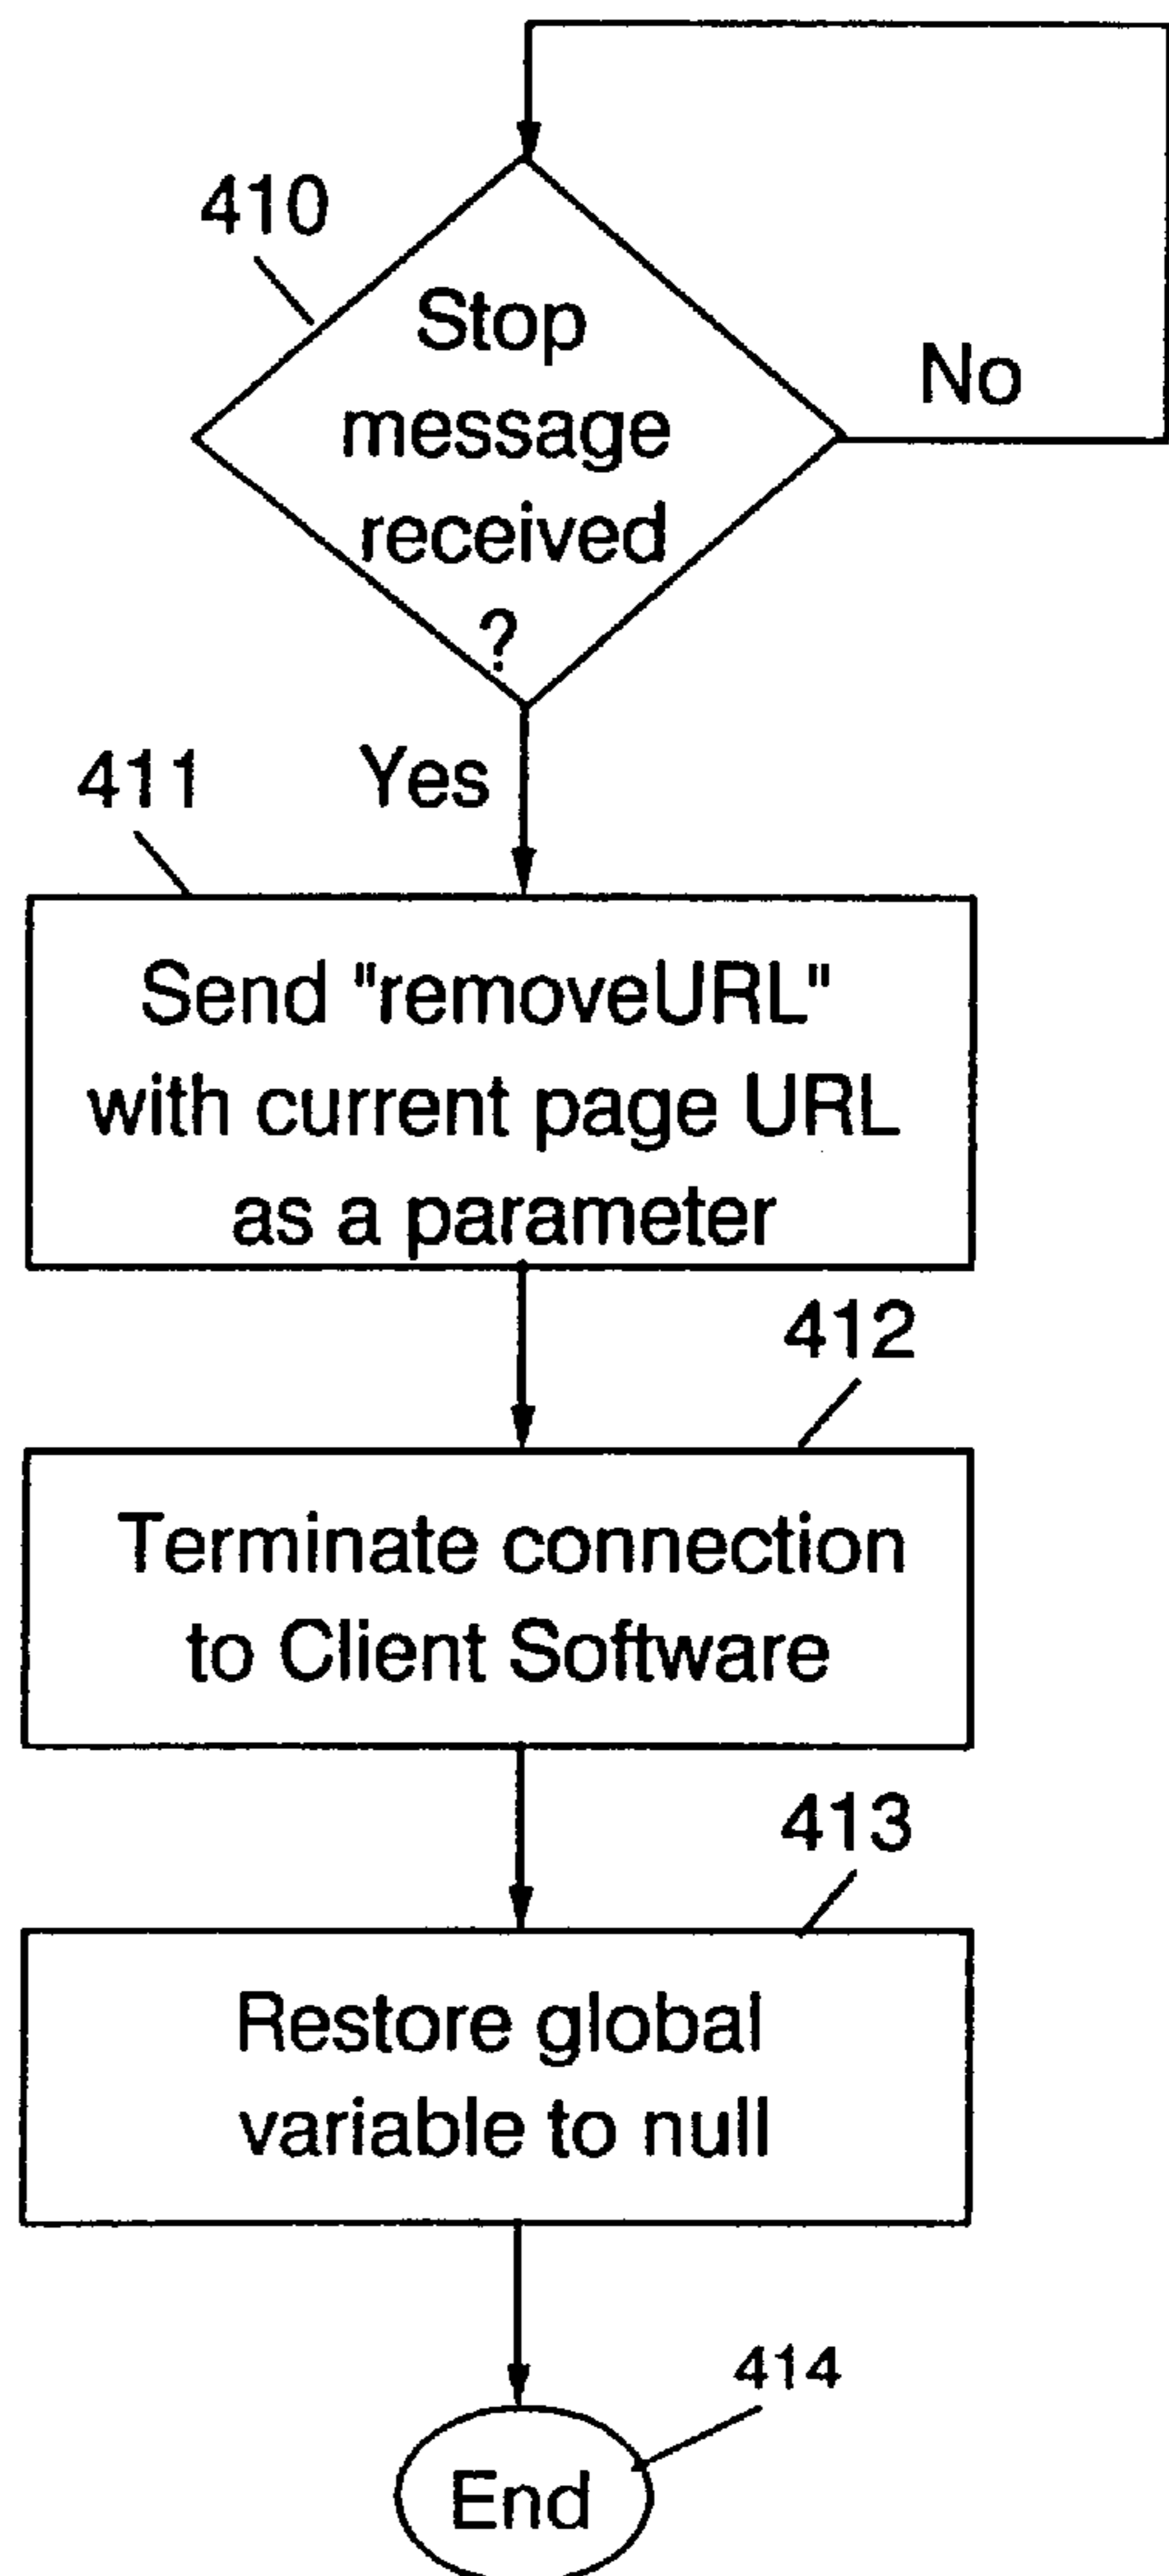 410
Stop
message
received
?
No
Yes
411
Send "removeURL"
with current page URL
as a parameter
412
Terminate connection
to Client Software
413
Restore global
variable to null
414
End